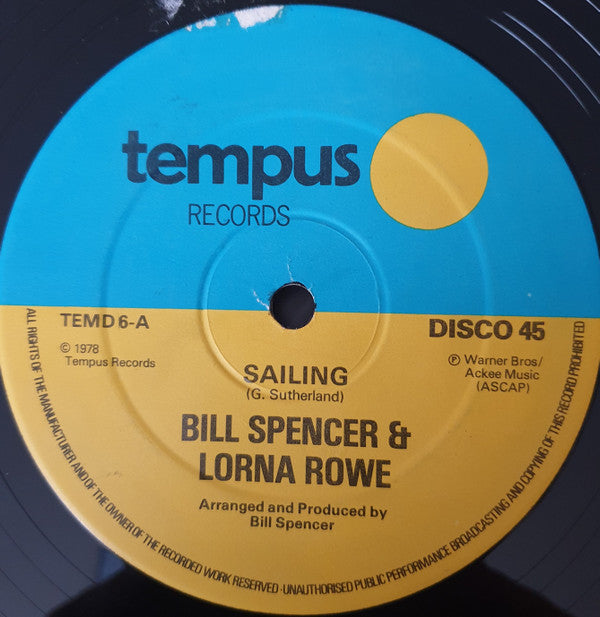 tempus
RECORDS
TEMD 6-A
DISCO 45
© 1978
Tempus Records
℗ Warner Bros/
Ackee Music
(ASCAP)
SAILING
(G. Sutherland)
BILL SPENCER &
LORNA ROWE
Arranged and Produced by
Bill Spencer
ALL RIGHTS OF THE MANUFACTURER AND OF THE OWNER OF THE RECORDED WORK RESERVED · UNAUTHORISED PUBLIC PERFORMANCE BROADCASTING AND COPYING OF THIS RECORD PROHIBITED